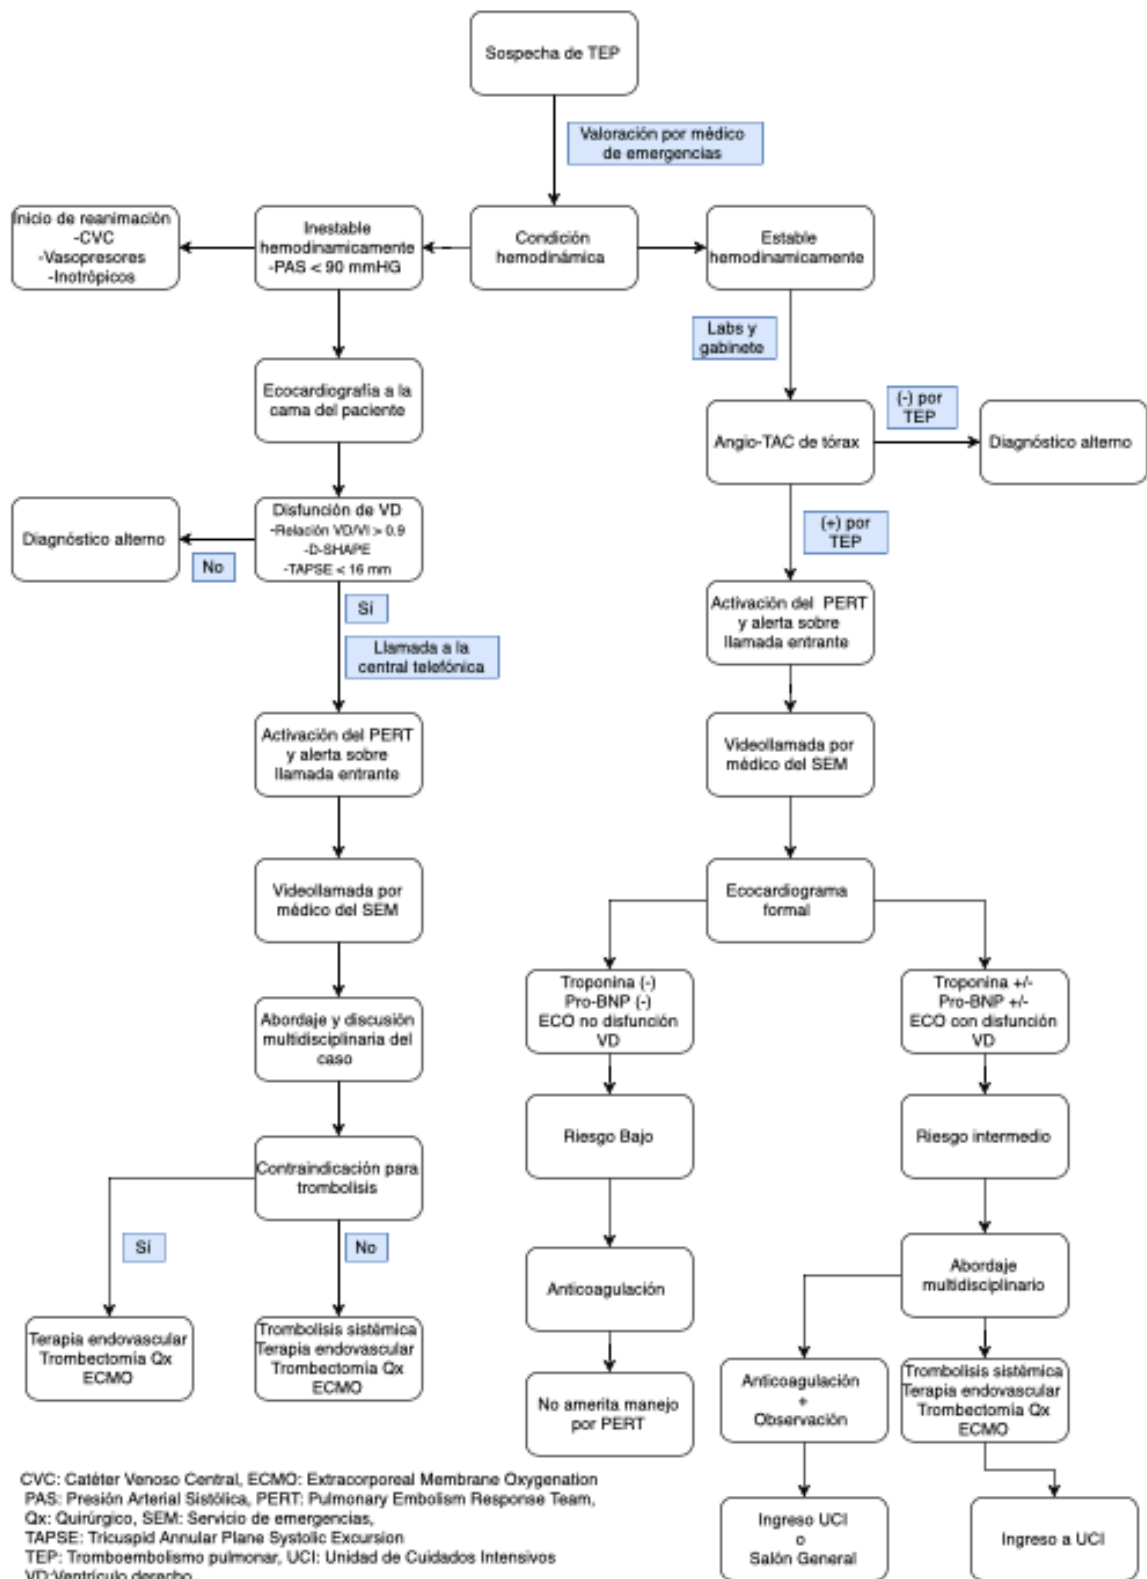 Sospecha de TEP
Valoración por médico
de emergencias
Inicio de reanimación
-CVC
-Vasopresores
-Inotrópicos
Inestable
hemodinamicamente
-PAS < 90 mmHG
Condición
hemodinámica
Estable
hemodinamicamente
Labs y
gabinete
Ecocardiografía a la
cama del paciente
Angio-TAC de tórax
(-) por
TEP
Diagnóstico alterno
Diagnóstico alterno
No
Disfunción de VD
-Relación VD/VI > 0.9
-D-SHAPE
-TAPSE < 16 mm
(+) por
TEP
Sí
Llamada a la
central telefónica
Activación del PERT
y alerta sobre
llamada entrante
Activación del PERT
y alerta sobre
llamada entrante
Videollamada por
médico del SEM
Videollamada por
médico del SEM
Ecocardiograma
formal
Abordaje y discusión
multidisciplinaria del
caso
Troponina (-)
Pro-BNP (-)
ECO no disfunción
VD
Troponina +/-
Pro-BNP +/-
ECO con disfunción
VD
Contraindicación para
trombolisis
Riesgo Bajo
Riesgo intermedio
Sí
No
Anticoagulación
Abordaje
multidisciplinario
Terapia endovascular
Trombectomía Qx
ECMO
Trombolisis sistémica
Terapia endovascular
Trombectomía Qx
ECMO
No amerita manejo
por PERT
Anticoagulación
+
Observación
Trombolisis sistémica
Terapia endovascular
Trombectomía Qx
ECMO
Ingreso UCI
o
Salón General
Ingreso a UCI
CVC: Catéter Venoso Central, ECMO: Extracorporeal Membrane Oxygenation
PAS: Presión Arterial Sistólica, PERT: Pulmonary Embolism Response Team,
Qx: Quirúrgico, SEM: Servicio de emergencias,
TAPSE: Tricuspid Annular Plane Systolic Excursion
TEP: Tromboembolismo pulmonar, UCI: Unidad de Cuidados Intensivos
VD:Ventrículo derecho